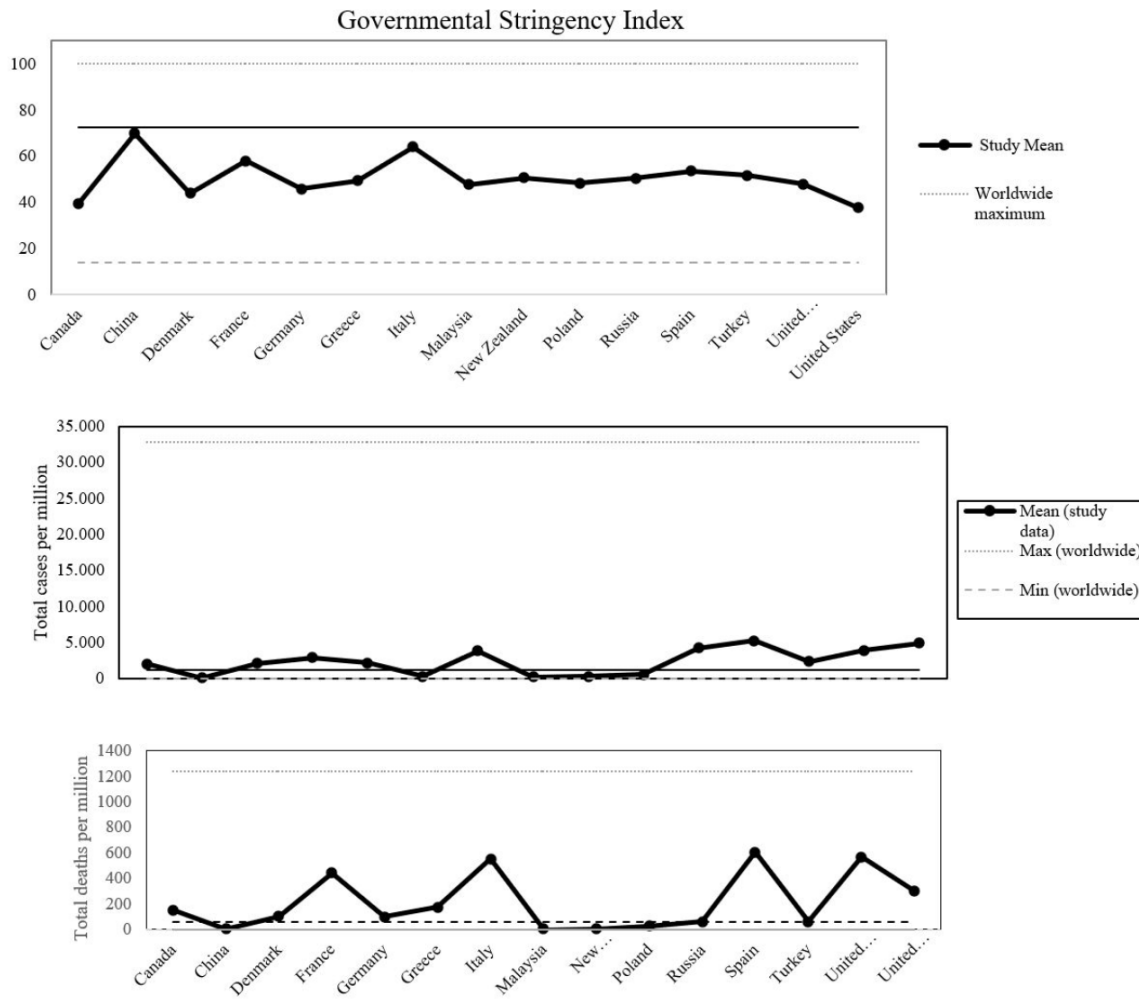 Governmental Stringency Index
100
80
60
40
20
0
Study Mean
Worldwide
maximum
Canada
China
Denmark
France
Germany
Greece
Italy
Malaysia
New Zealand
Poland
Russia
Spain
Turkey
United…
United States
Total cases per million
35.000
30.000
25.000
20.000
15.000
10.000
5.000
0
Mean (study
data)
Max (worldwide)
Min (worldwide)
Total deaths per million
1400
1200
1000
800
600
400
200
0
Canada
China
Denmark
France
Germany
Greece
Italy
Malaysia
New…
Poland
Russia
Spain
Turkey
United…
United…